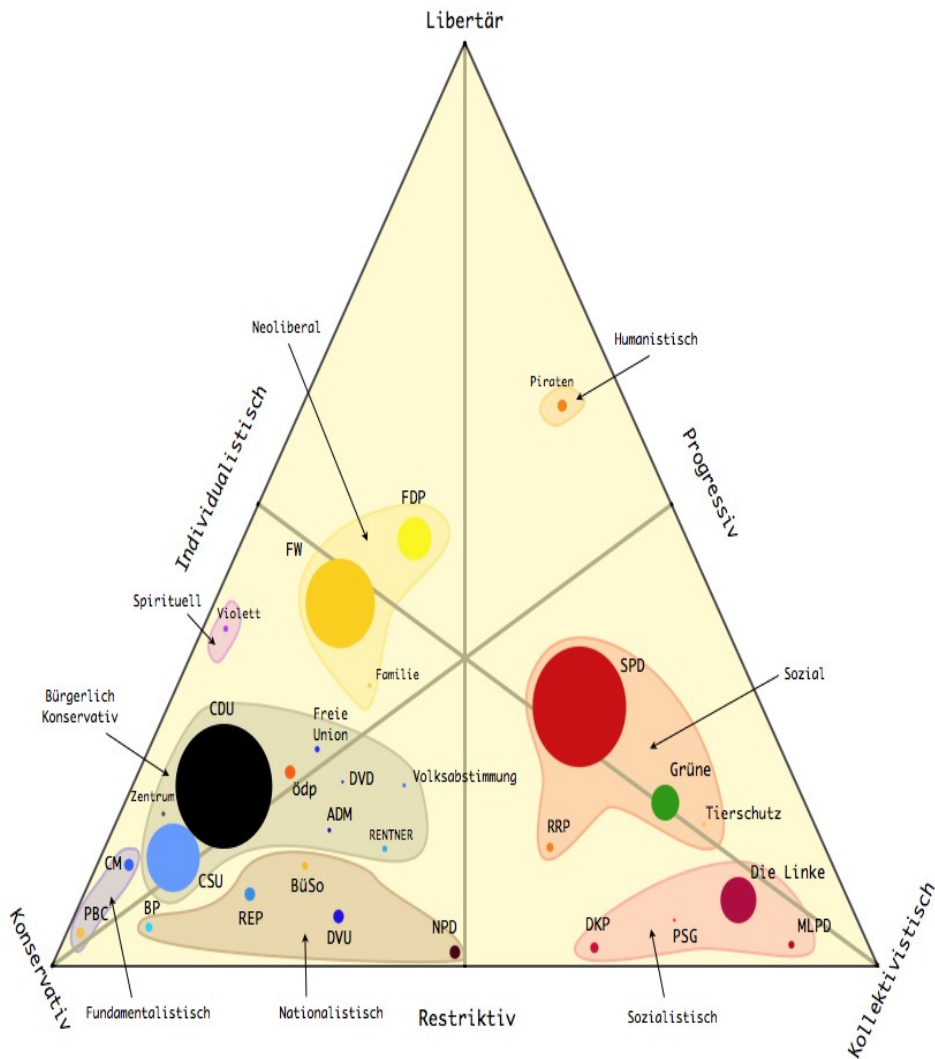 Libertär
Neoliberal
Humanistisch
Piraten
Individualistisch
Progressiv
FDP
FW
Spirituell
Violett
Familie
SPD
Sozial
Bürgerlich
Konservativ
CDU
Freie
Union
Grüne
ödp
DVD
Volksabstimmung
Zentrum
ADM
RENTNER
Tierschutz
RRP
CM
CSU
BüSo
Die Linke
PBC
BP
REP
DVU
NPD
DKP
PSG
MLPD
Konservativ
Fundamentalistisch
Nationalistisch
Restriktiv
Sozialistisch
Kollektivistisch